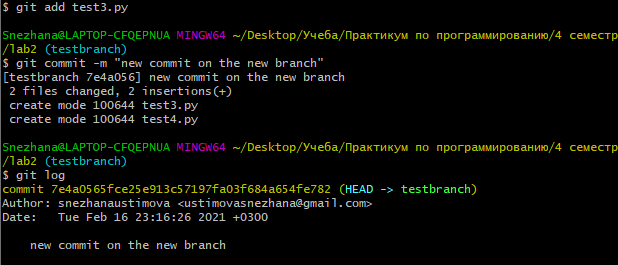 $ git add test3.py
Snezhana@LAPTOP-CFQEPNUA MINGW64 ~/Desktop/Учеба/Практикум по программированию/4 семестр
/lab2 (testbranch)
$ git commit -m "new commit on the new branch"
[testbranch 7e4a056] new commit on the new branch
 2 files changed, 2 insertions(+)
 create mode 100644 test3.py
 create mode 100644 test4.py
Snezhana@LAPTOP-CFQEPNUA MINGW64 ~/Desktop/Учеба/Практикум по программированию/4 семестр
/lab2 (testbranch)
$ git log
commit 7e4a0565fce25e913c57197fa03f684a654fe782 (HEAD -> testbranch)
Author: snezhanaustimova <ustimovasnezhana@gmail.com>
Date:   Tue Feb 16 23:16:26 2021 +0300
    new commit on the new branch